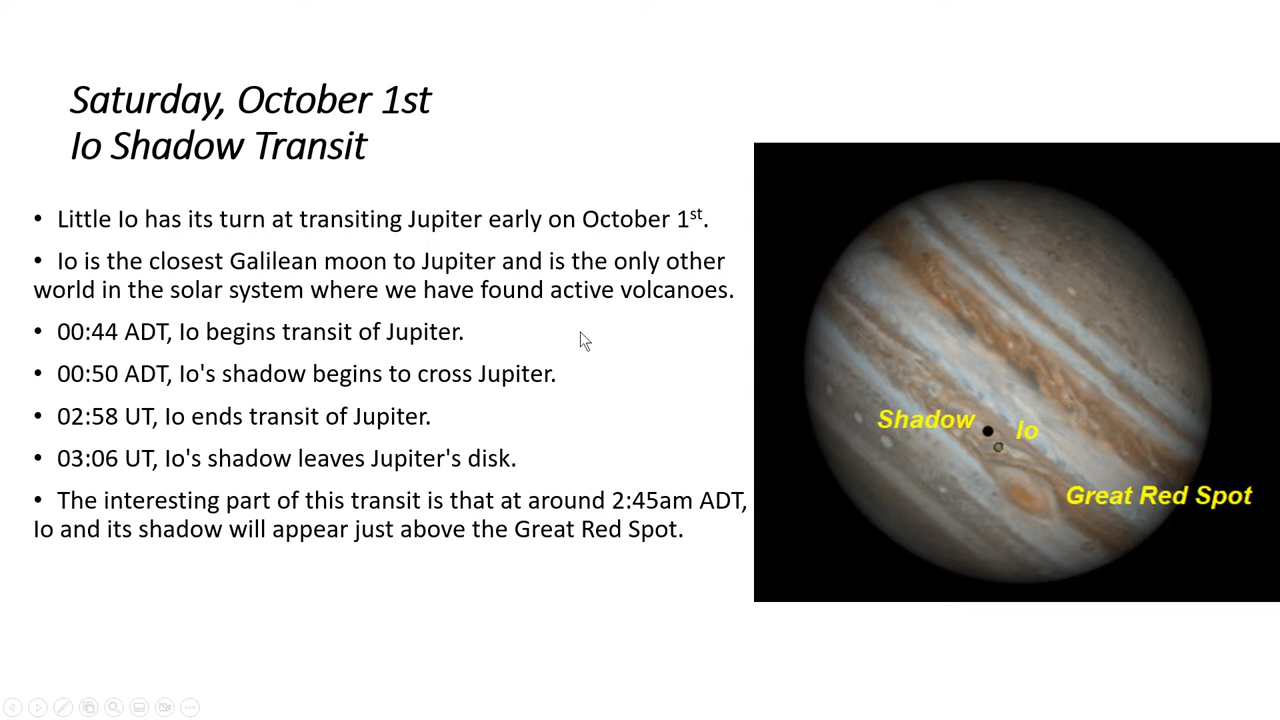 Saturday, October 1st
Io Shadow Transit
• Little Io has its turn at transiting Jupiter early on October 1st.
• Io is the closest Galilean moon to Jupiter and is the only other
world in the solar system where we have found active volcanoes.
• 00:44 ADT, Io begins transit of Jupiter.
• 00:50 ADT, Io's shadow begins to cross Jupiter.
• 02:58 UT, Io ends transit of Jupiter.
• 03:06 UT, Io's shadow leaves Jupiter's disk.
• The interesting part of this transit is that at around 2:45am ADT,
Io and its shadow will appear just above the Great Red Spot.
Shadow
Io
Great Red Spot